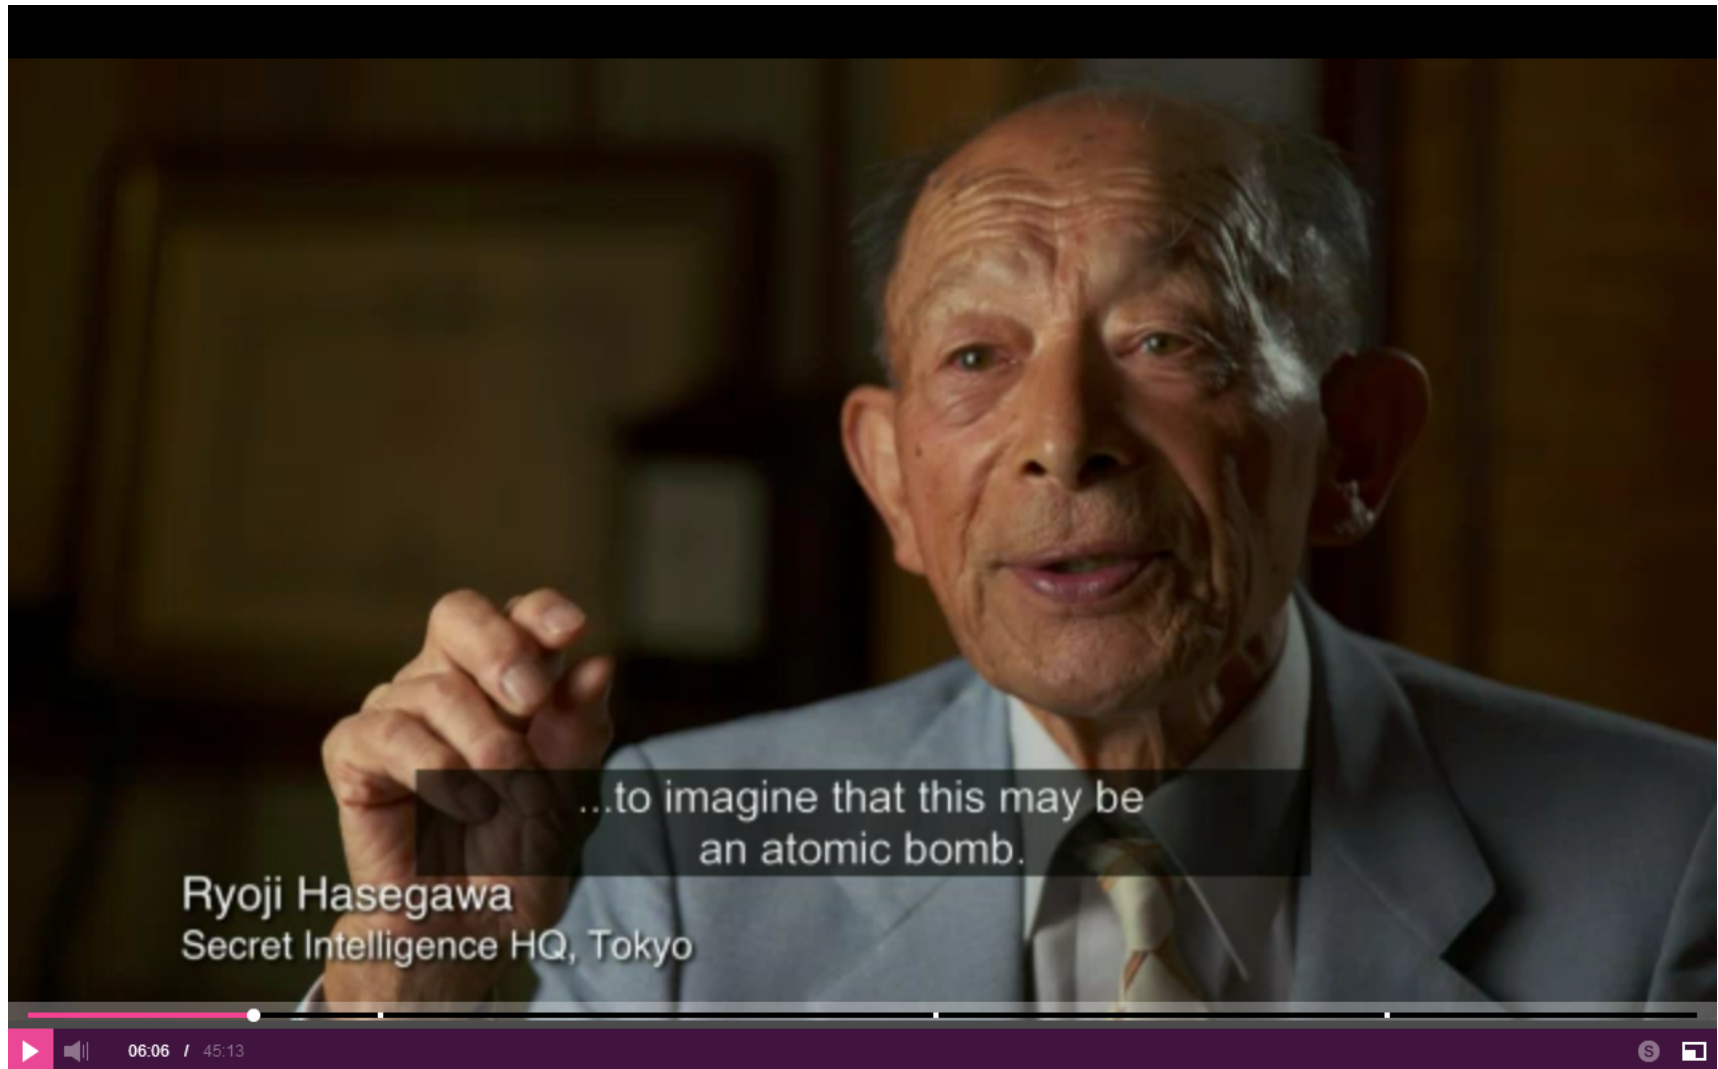 ...to imagine that this may be
an atomic bomb.
Ryoji Hasegawa
Secret Intelligence HQ, Tokyo
06:06 / 45:13
S